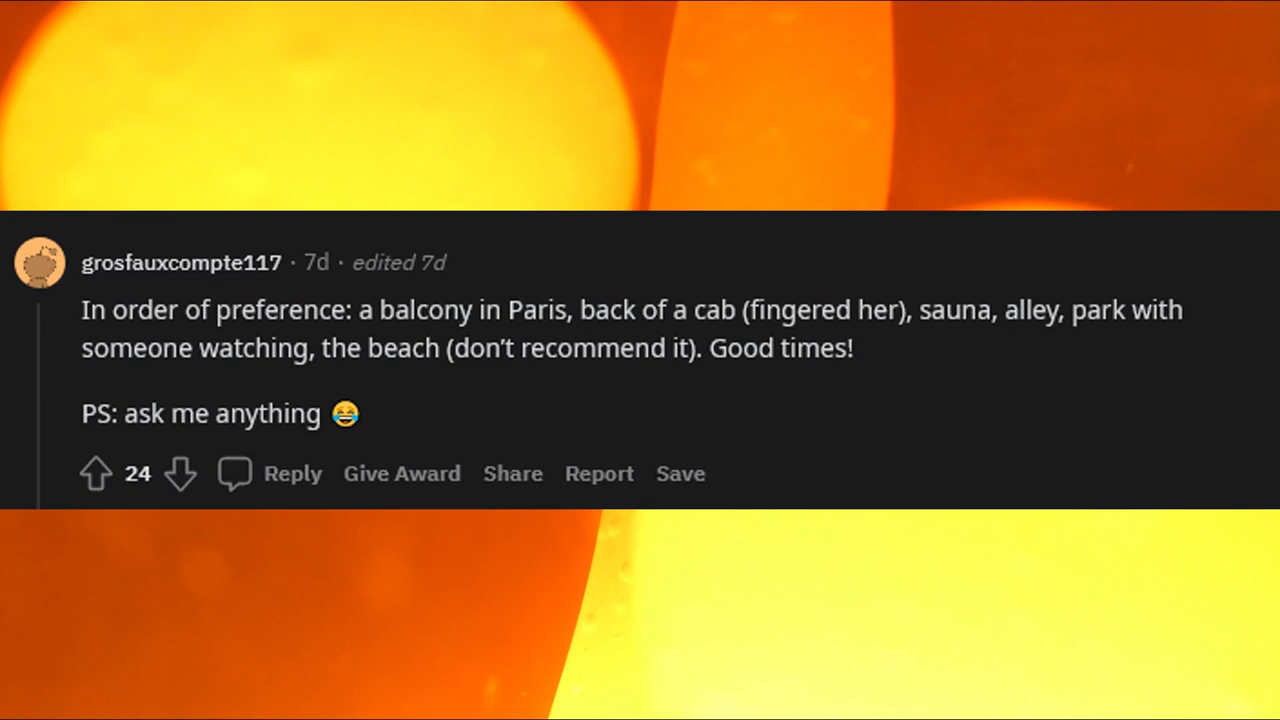 grosfauxcompte117 · 7d · edited 7d
In order of preference: a balcony in Paris, back of a cab (fingered her), sauna, alley, park with
someone watching, the beach (don't recommend it). Good times!
PS: ask me anything 😂
24 Reply Give Award Share Report Save